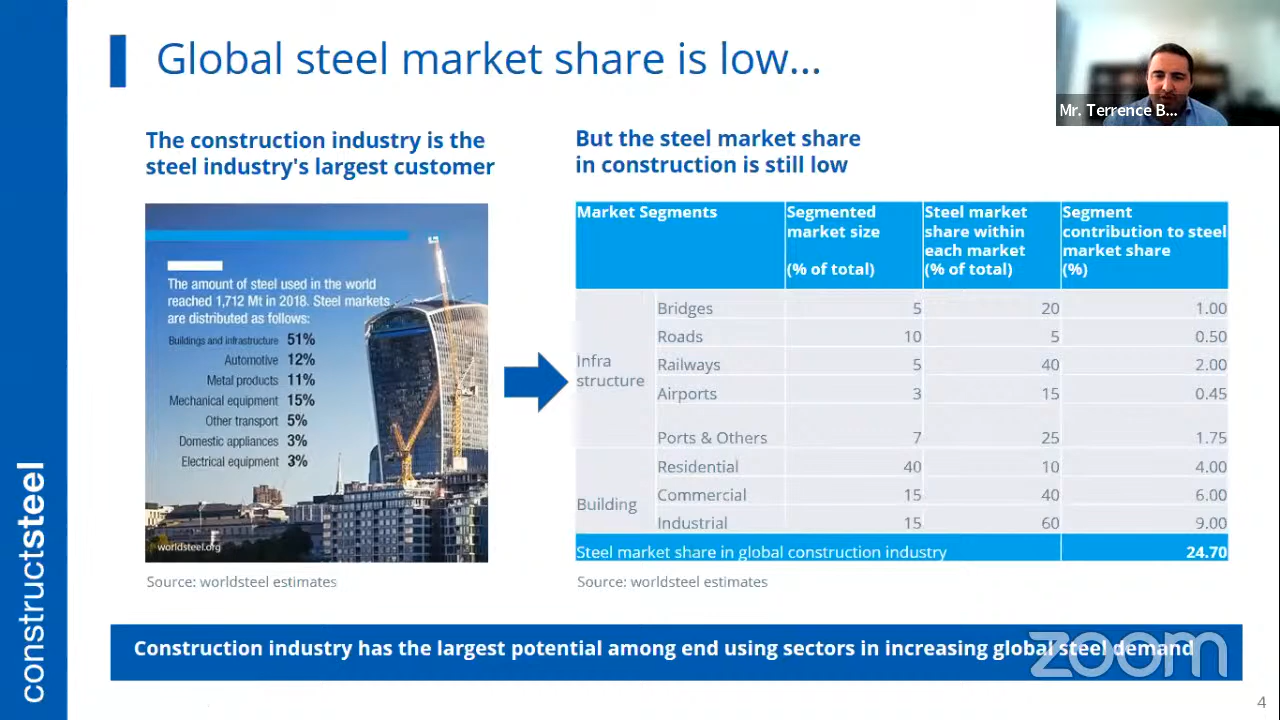 Global steel market share is low...
Mr. Terrence B...
The construction industry is the
steel industry's largest customer
But the steel market share
in construction is still low
The amount of steel used in the world
reached 1,712 Mt in 2018. Steel markets
are distributed as follows:
Buildings and infrastructure 51%
Automotive 12%
Metal products 11%
Mechanical equipment 15%
Other transport 5%
Domestic appliances 3%
Electrical equipment 3%
worldsteel.org
Source: worldsteel estimates
Market Segments
Segmented
market size
(% of total)
Steel market
share within
each market
(% of total)
Segment
contribution to steel
market share
(%)
Infra
structure
Bridges 5 20 1.00
Roads 10 5 0.50
Railways 5 40 2.00
Airports 3 15 0.45
Ports & Others 7 25 1.75
Building
Residential 40 10 4.00
Commercial 15 40 6.00
Industrial 15 60 9.00
Steel market share in global construction industry 24.70
Source: worldsteel estimates
Construction industry has the largest potential among end using sectors in increasing global steel demand
zoom
constructsteel
4